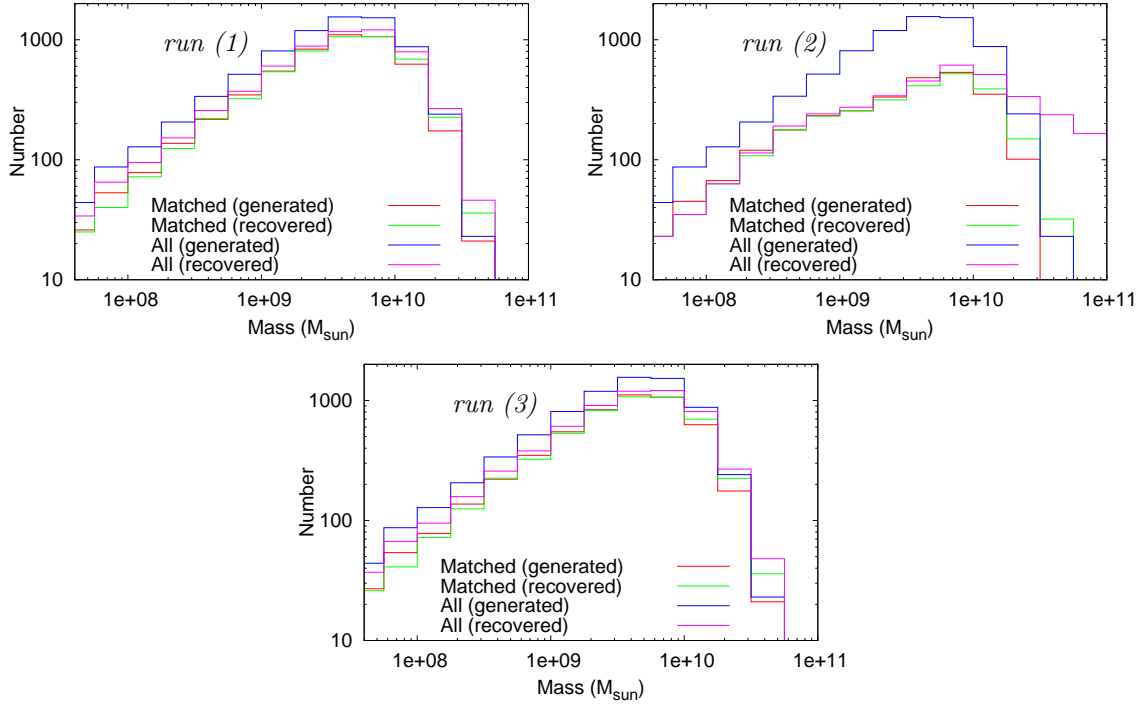 run (1)
1000
100
10
Number
Matched (generated)
Matched (recovered)
All (generated)
All (recovered)
1e+08 1e+09 1e+10 1e+11
Mass (M_sun)
run (2)
1000
100
10
Number
Matched (generated)
Matched (recovered)
All (generated)
All (recovered)
1e+08 1e+09 1e+10 1e+11
Mass (M_sun)
run (3)
1000
100
10
Number
Matched (generated)
Matched (recovered)
All (generated)
All (recovered)
1e+08 1e+09 1e+10 1e+11
Mass (M_sun)